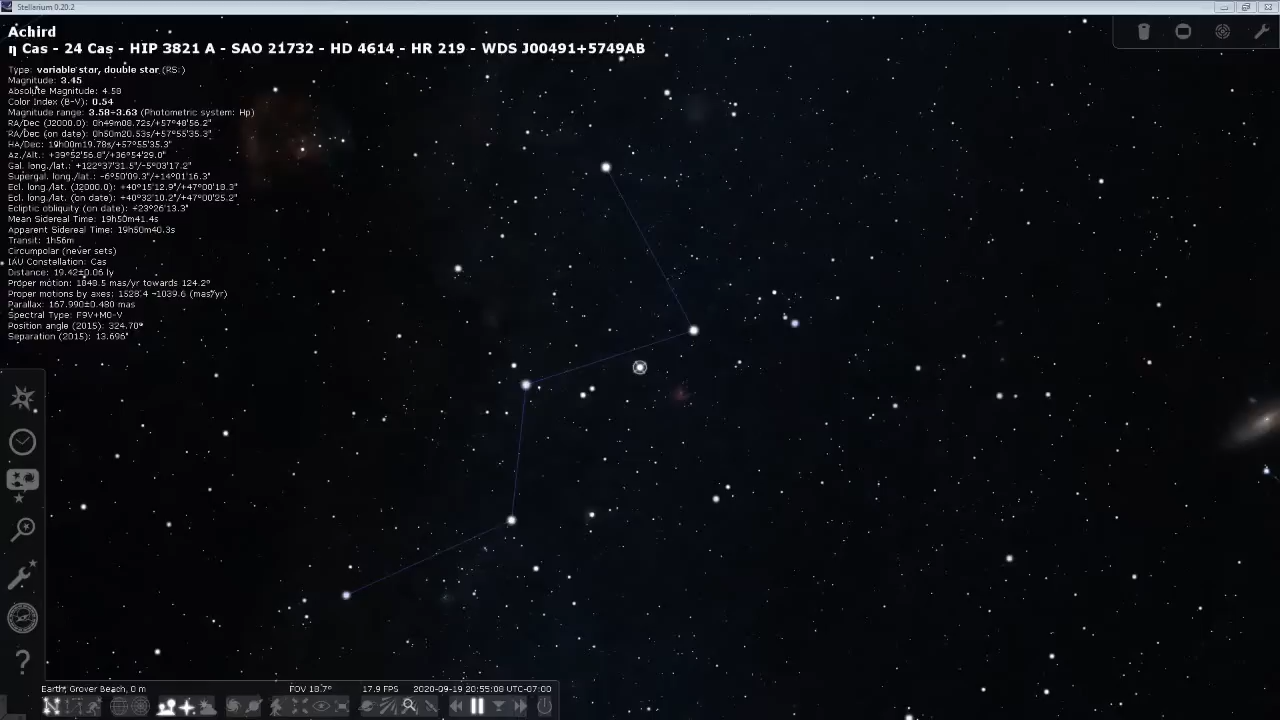 Stellarium 0.20.2
Achird
η Cas - 24 Cas - HIP 3821 A - SAO 21732 - HD 4614 - HR 219 - WDS J00491+5749AB
Type: variable star, double star (RS:)
Magnitude: 3.45
Absolute Magnitude: 4.58
Color Index (B-V): 0.54
Magnitude range: 3.58-3.63 (Photometric system: Hp)
RA/Dec (J2000.0): 0h49m08.72s/+57°48'56.2"
RA/Dec (on date): 0h50m20.53s/+57°55'35.3"
HA/Dec: 19h00m19.78s/+57°55'35.3"
Az./Alt.: +39°52'56.0"/+36°54'29.0"
Gal. long./lat.: +122°37'31.5"/-5°03'17.2"
Supergal. long./lat.: -6°50'09.3"/+14°01'16.3"
Ecl. long./lat. (J2000.0): +40°15'12.9"/+47°00'18.3"
Ecl. long./lat. (on date): +40°32'10.2"/+47°00'25.2"
Ecliptic obliquity (on date): +23°26'13.3"
Mean Sidereal Time: 19h50m41.4s
Apparent Sidereal Time: 19h50m40.3s
Transit: 1h56m
Circumpolar (never sets)
IAU Constellation: Cas
Distance: 19.42±0.06 ly
Proper motion: 1848.5 mas/yr towards 124.2°
Proper motions by axes: 1528.4 -1039.6 (mas/yr)
Parallax: 167.990±0.480 mas
Spectral Type: F9V+M0-V
Position angle (2015): 324.70°
Separation (2015): 13.696"
Earth, Grover Beach, 0 m FOV 18.7° 17.9 FPS 2020-09-19 20:55:08 UTC-07:00